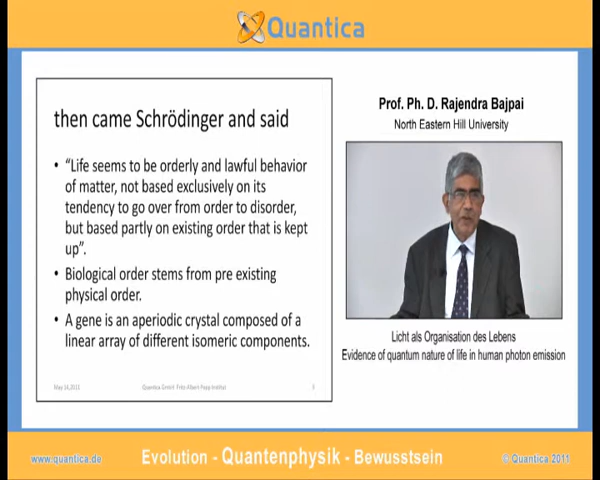 Quantica
then came Schrödinger and said
• “Life seems to be orderly and lawful behavior
of matter, not based exclusively on its
tendency to go over from order to disorder,
but based partly on existing order that is kept
up”.
• Biological order stems from pre existing
physical order.
• A gene is an aperiodic crystal composed of a
linear array of different isomeric components.
May 14,2011 Quantica GmbH Fritz-Albert-Popp-Institut 3
Prof. Ph. D. Rajendra Bajpai
North Eastern Hill University
Licht als Organisation des Lebens
Evidence of quantum nature of life in human photon emission
www.quantica.de Evolution - Quantenphysik - Bewusstsein © Quantica 2011